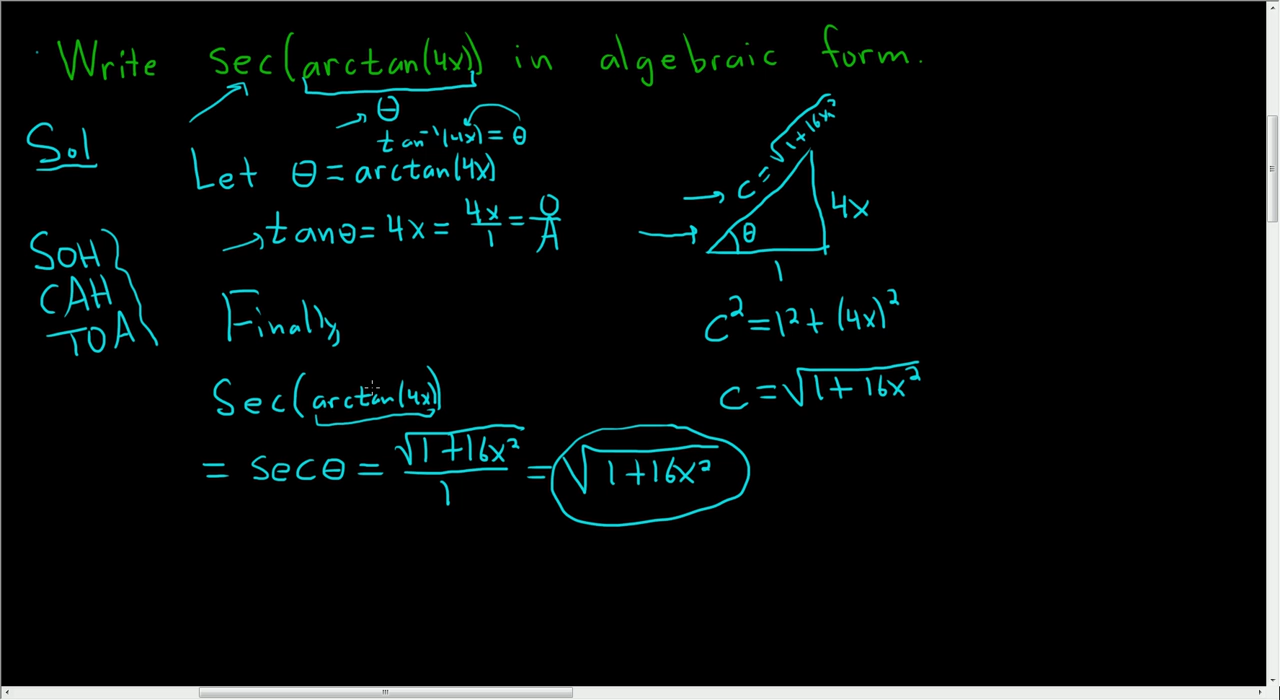 Write sec(arctan(4x)) in algebraic form.
θ
tan⁻¹(4x) = θ
Sol
Let θ = arctan(4x)
tanθ = 4x = 4x/1 = O/A
SOH
CAH
TOA
c = √1+16x²
4x
θ
1
c² = 1² + (4x)²
c = √1+16x²
Finally,
Sec(arctan(4x))
= secθ = √1+16x²/1 = √1+16x²